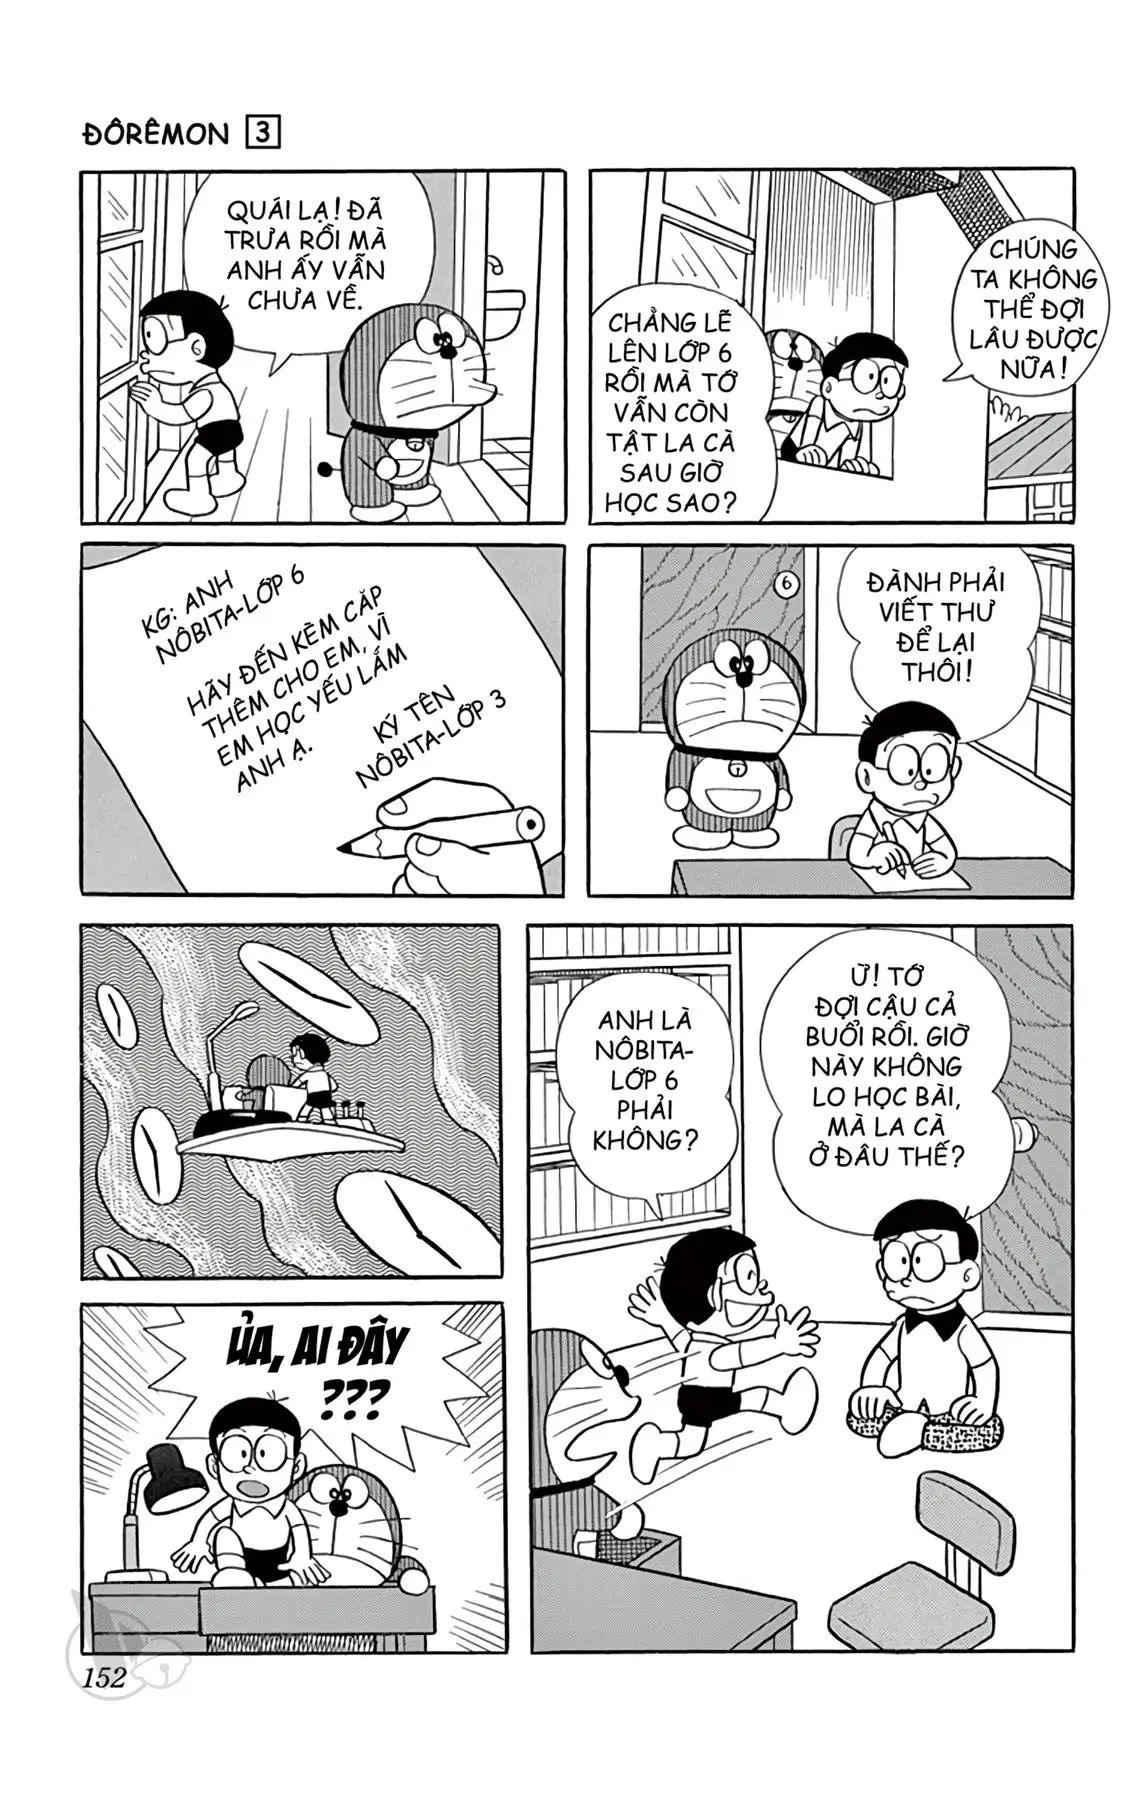 ĐÔRÊMON 3
QUÁI LẠ! ĐÃ
TRƯA RỒI MÀ
ANH ẤY VẪN
CHƯA VỀ.
CHÚNG
TA KHÔNG
THỂ ĐỢI
LÂU ĐƯỢC
NỮA!
CHẲNG LẼ
LÊN LỚP 6
RỒI MÀ TỚ
VẪN CÒN
TẬT LA CÀ
SAU GIỜ
HỌC SAO?
KG: ANH
NÔBITA-LỚP 6
HÃY ĐẾN KÈM CẶP
THÊM CHO EM, VÌ
EM HỌC YẾU LẮM
ANH Ạ.
KÝ TÊN
NÔBITA-LỚP 3
6
ĐÀNH PHẢI
VIẾT THƯ
ĐỂ LẠI
THÔI!
ỦA, AI ĐÂY
???
ANH LÀ
NÔBITA-
LỚP 6
PHẢI
KHÔNG?
Ừ! TỚ
ĐỢI CẬU CẢ
BUỔI RỒI. GIỜ
NÀY KHÔNG
LO HỌC BÀI,
MÀ LA CÀ
Ở ĐÂU THẾ?
152